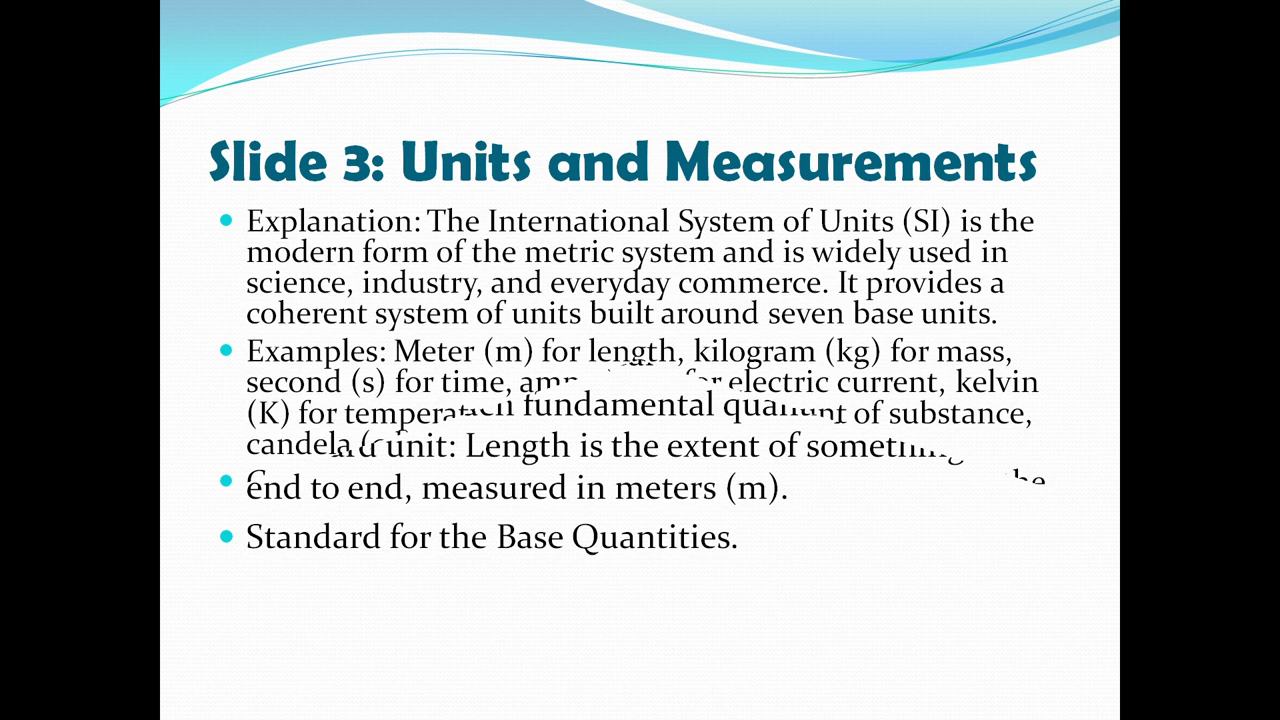 Slide 3: Units and Measurements
Explanation: The International System of Units (SI) is the
modern form of the metric system and is widely used in
science, industry, and everyday commerce. It provides a
coherent system of units built around seven base units.
Examples: Meter (m) for length, kilogram (kg) for mass,
second (s) for time, electric current, kelvin
(K) for fundamental of substance,
candela unit: Length is the extent of
end to end, measured in meters (m).
Standard for the Base Quantities.